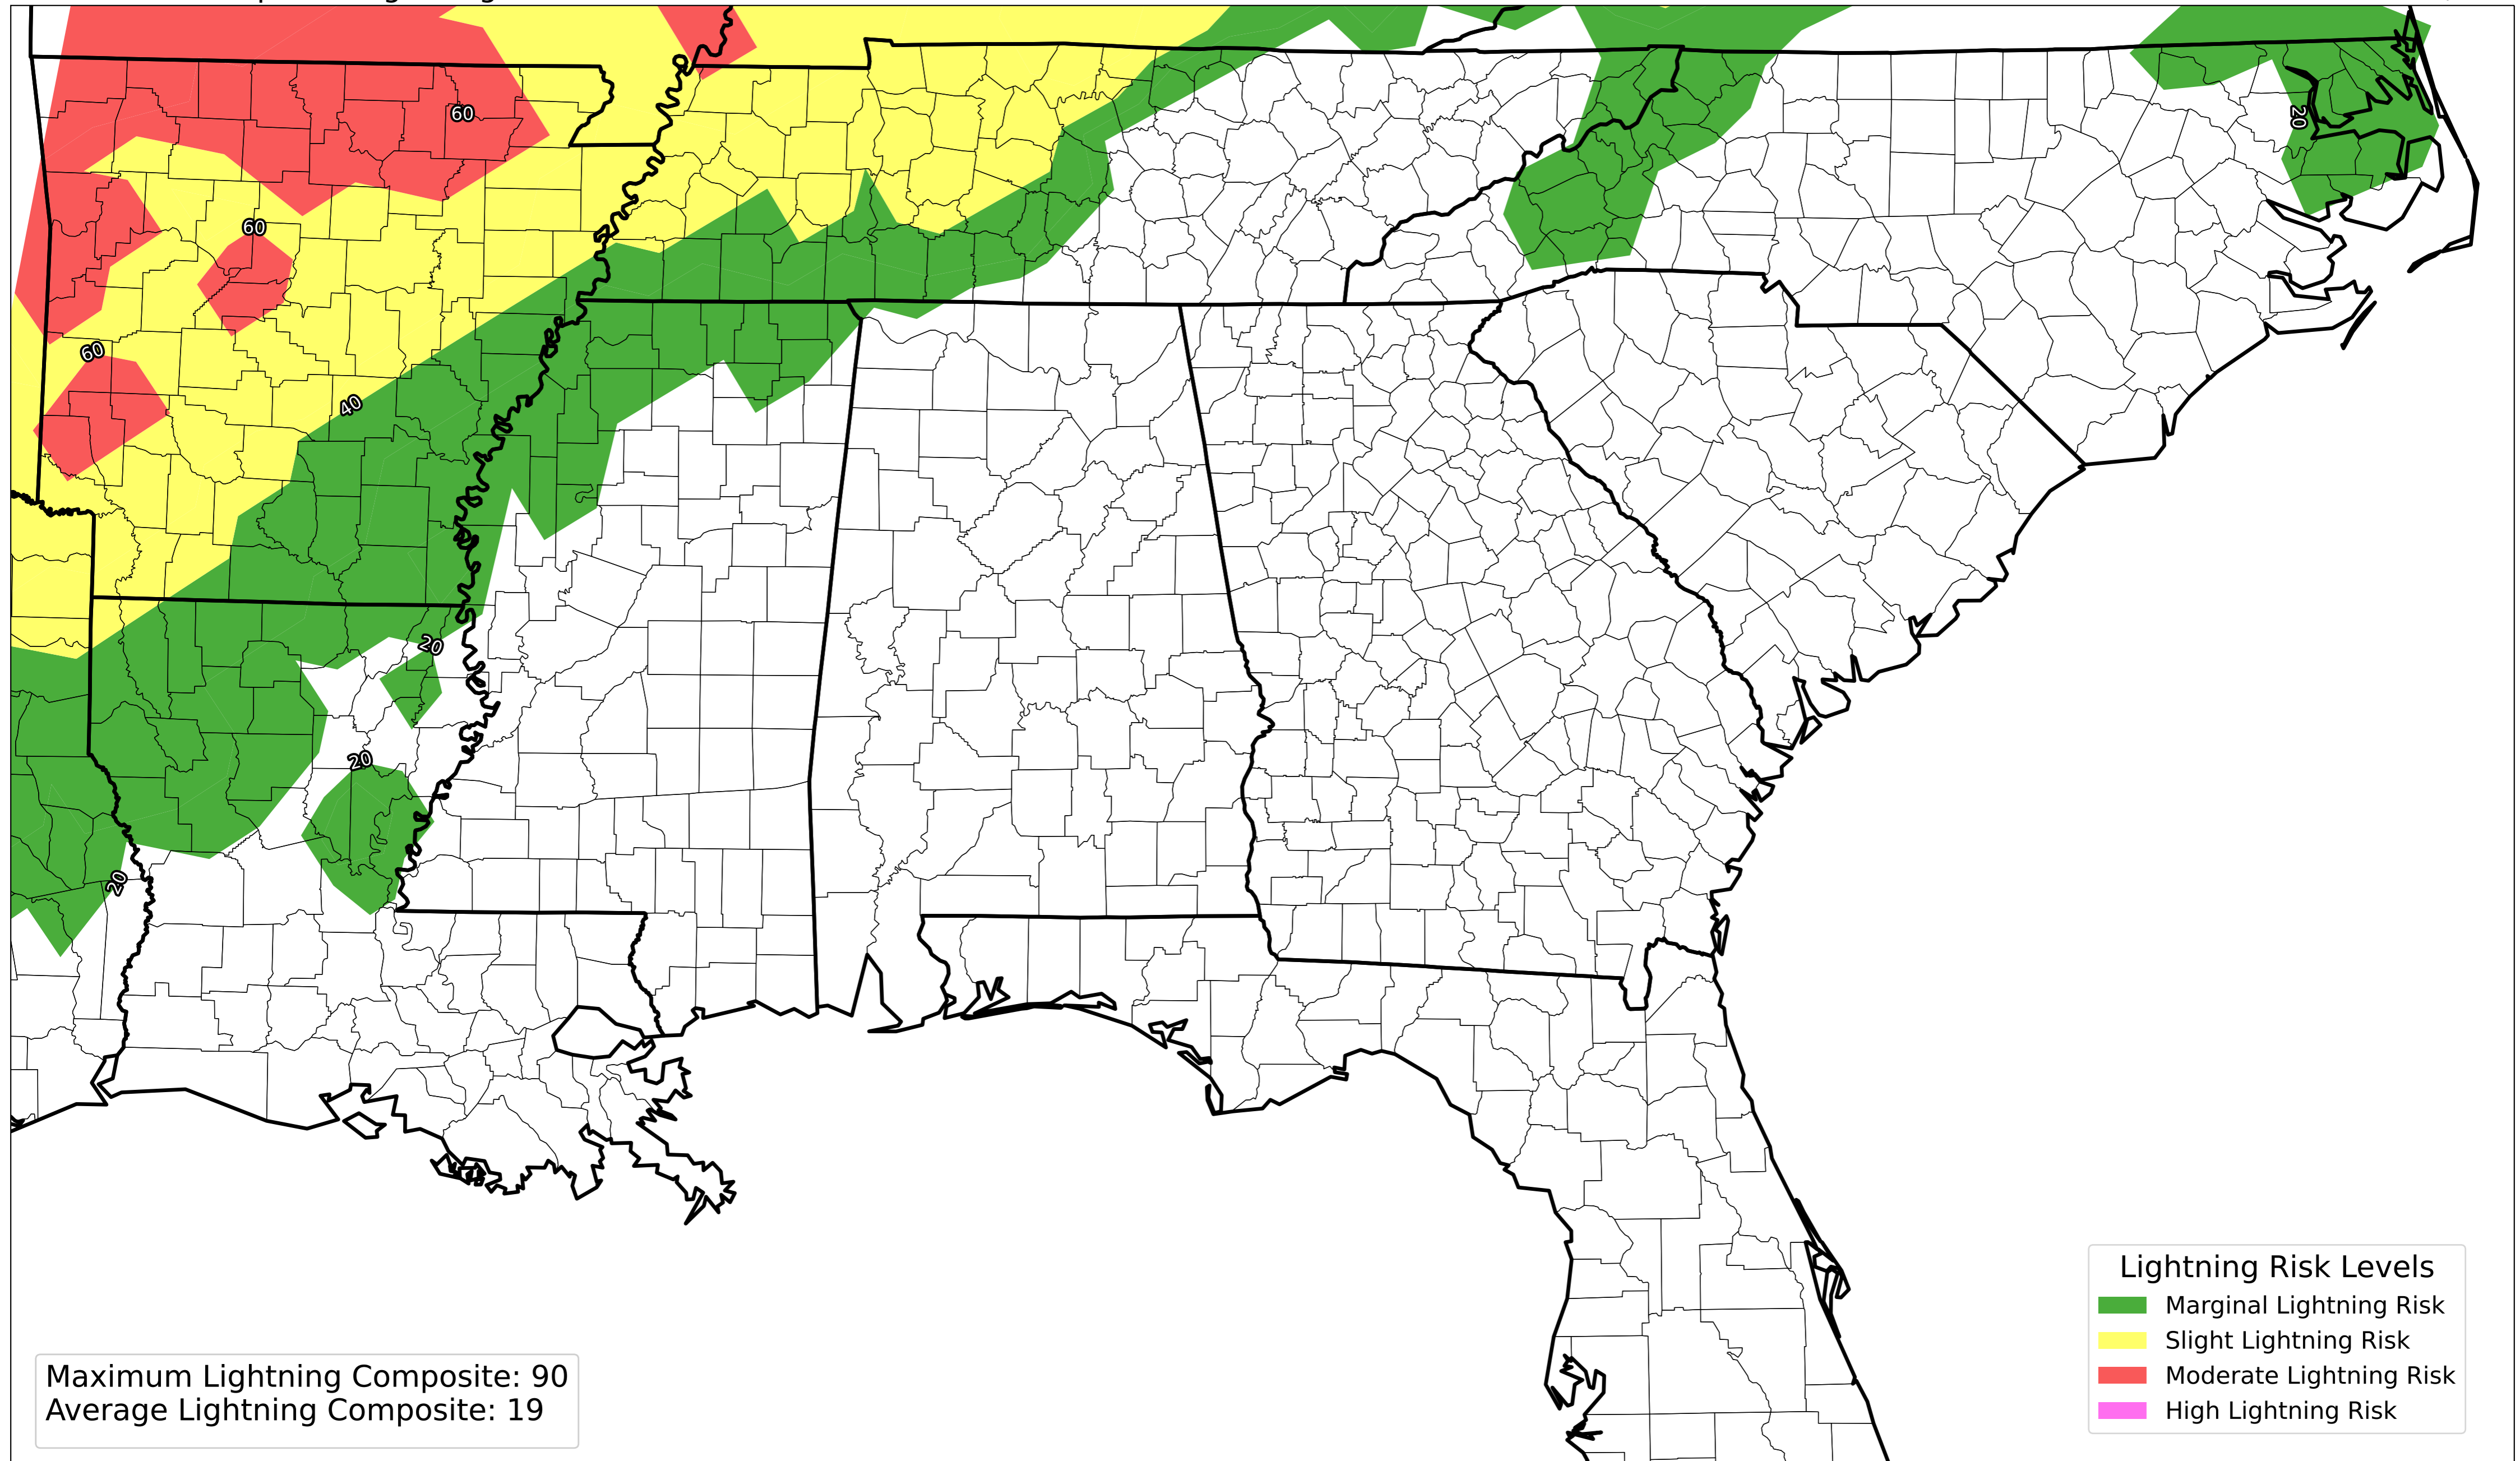 60
20
60
60
40
20
20
20
Lightning Risk Levels
Marginal Lightning Risk
Slight Lightning Risk
Moderate Lightning Risk
High Lightning Risk
Maximum Lightning Composite: 90
Average Lightning Composite: 19